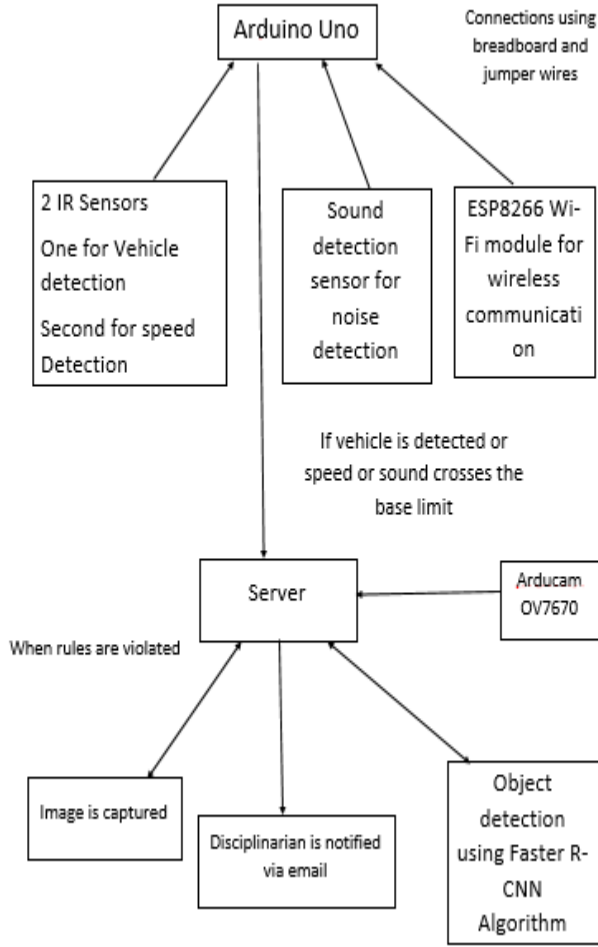 Arduino Uno
Connections using
breadboard and
jumper wires
2 IR Sensors
One for Vehicle
detection
Second for speed
Detection
Sound
detection
sensor for
noise
detection
ESP8266 Wi-
Fi module for
wireless
communicati
on
If vehicle is detected or
speed or sound crosses the
base limit
Server
Arducam
OV7670
When rules are violated
Image is captured
Disciplinarian is notified
via email
Object
detection
using Faster R-
CNN
Algorithm